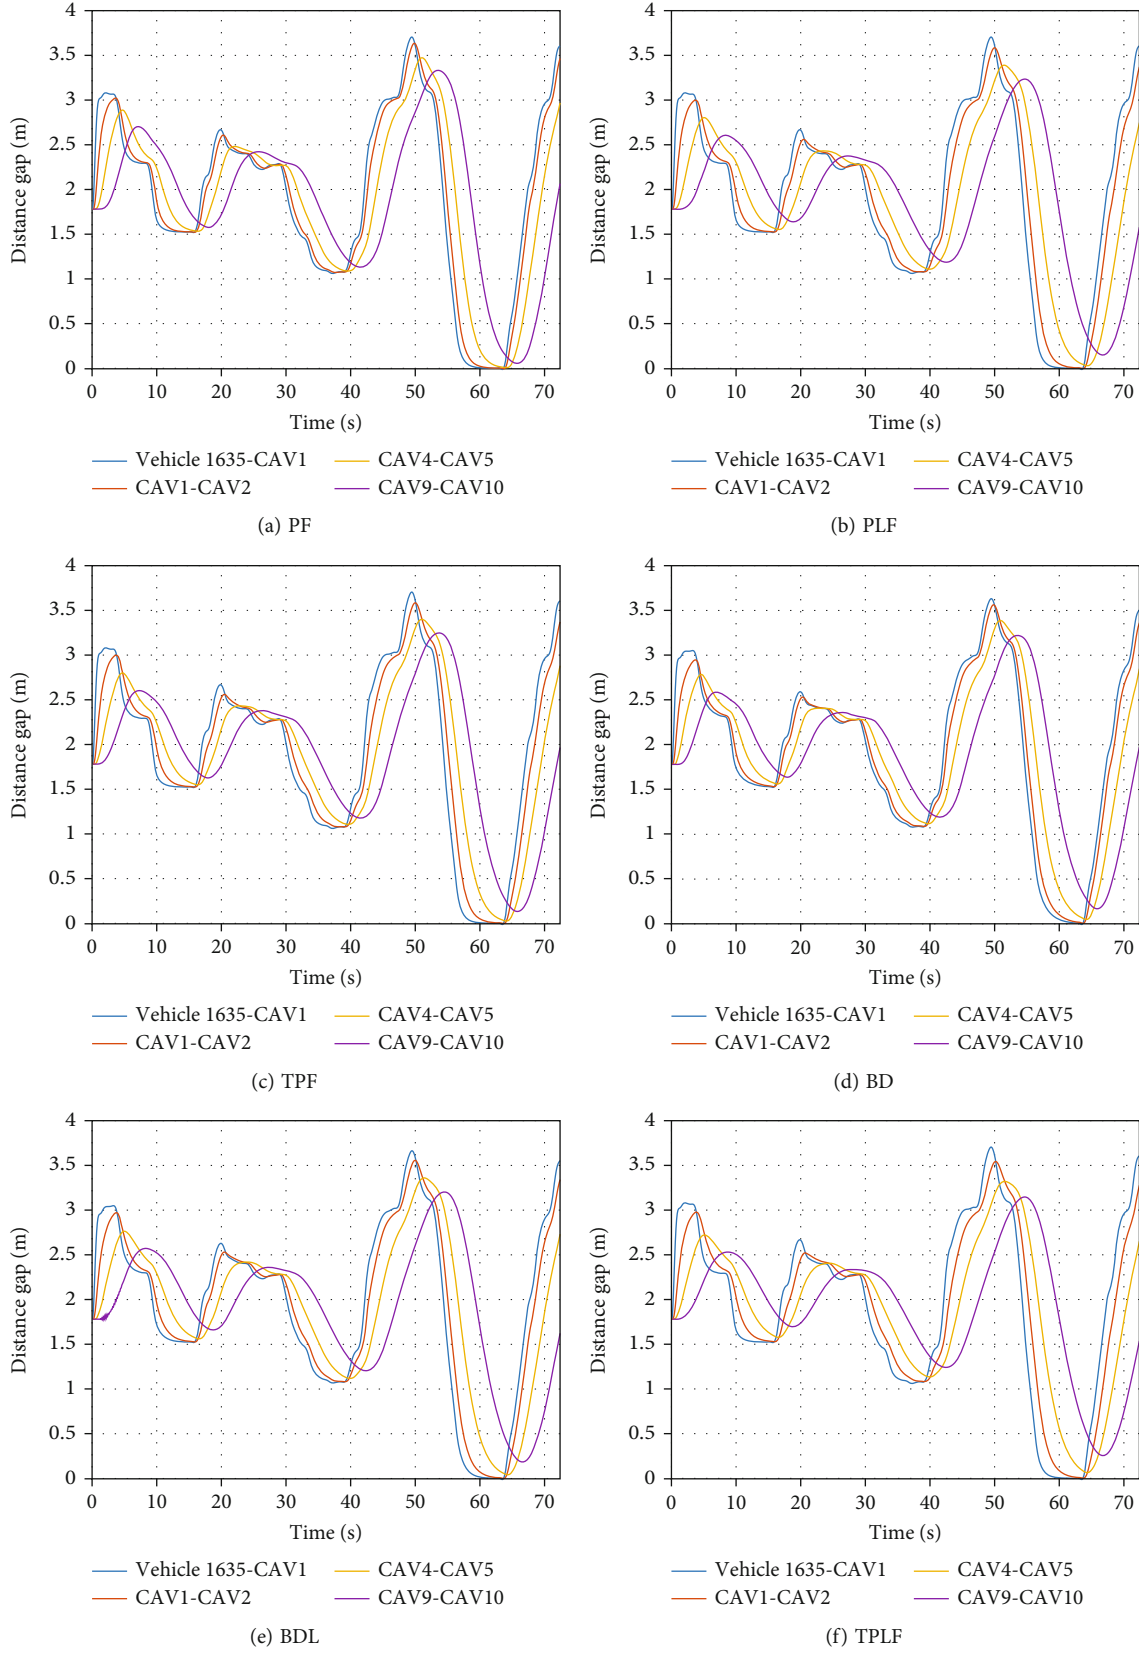 4
3.5
3
2.5
2
1.5
1
0.5
0
Distance gap (m)
0 10 20 30 40 50 60 70
Time (s)
Vehicle 1635-CAV1
CAV4-CAV5
CAV1-CAV2
CAV9-CAV10
(a) PF
4
3.5
3
2.5
2
1.5
1
0.5
0
Distance gap (m)
0 10 20 30 40 50 60 70
Time (s)
Vehicle 1635-CAV1
CAV4-CAV5
CAV1-CAV2
CAV9-CAV10
(b) PLF
4
3.5
3
2.5
2
1.5
1
0.5
0
Distance gap (m)
0 10 20 30 40 50 60 70
Time (s)
Vehicle 1635-CAV1
CAV4-CAV5
CAV1-CAV2
CAV9-CAV10
(c) TPF
4
3.5
3
2.5
2
1.5
1
0.5
0
Distance gap (m)
0 10 20 30 40 50 60 70
Time (s)
Vehicle 1635-CAV1
CAV4-CAV5
CAV1-CAV2
CAV9-CAV10
(d) BD
4
3.5
3
2.5
2
1.5
1
0.5
0
Distance gap (m)
0 10 20 30 40 50 60 70
Time (s)
Vehicle 1635-CAV1
CAV4-CAV5
CAV1-CAV2
CAV9-CAV10
(e) BDL
4
3.5
3
2.5
2
1.5
1
0.5
0
Distance gap (m)
0 10 20 30 40 50 60 70
Time (s)
Vehicle 1635-CAV1
CAV4-CAV5
CAV1-CAV2
CAV9-CAV10
(f) TPLF